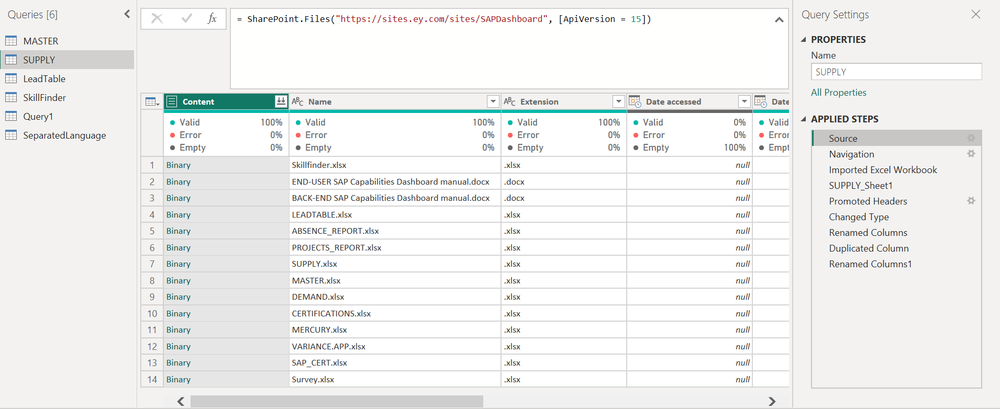 Queries [6]
MASTER
SUPPLY
LeadTable
SkillFinder
Query1
SeparatedLanguage
fx
= SharePoint.Files("https://sites.ey.com/sites/SAPDashboard", [ApiVersion = 15])
Content ABC Name ABC Extension Date accessed Date
Valid 100% Valid 100% Valid 100% Valid 0% Valid
Error 0% Error 0% Error 0% Error 0% Error
Empty 0% Empty 0% Empty 0% Empty 100% Empt
1 Binary Skillfinder.xlsx .xlsx null
2 Binary END-USER SAP Capabilities Dashboard manual.docx .docx null
3 Binary BACK-END SAP Capabilities Dashboard manual.docx .docx null
4 Binary LEADTABLE.xlsx .xlsx null
5 Binary ABSENCE_REPORT.xlsx .xlsx null
6 Binary PROJECTS_REPORT.xlsx .xlsx null
7 Binary SUPPLY.xlsx .xlsx null
8 Binary MASTER.xlsx .xlsx null
9 Binary DEMAND.xlsx .xlsx null
10 Binary CERTIFICATIONS.xlsx .xlsx null
11 Binary MERCURY.xlsx .xlsx null
12 Binary VARIANCE.APP.xlsx .xlsx null
13 Binary SAP_CERT.xlsx .xlsx null
14 Binary Survey.xlsx .xlsx null
Query Settings
PROPERTIES
Name
SUPPLY
All Properties
APPLIED STEPS
Source
Navigation
Imported Excel Workbook
SUPPLY_Sheet1
Promoted Headers
Changed Type
Renamed Columns
Duplicated Column
Renamed Columns1